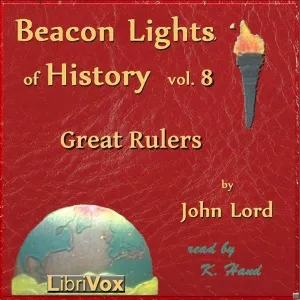 Beacon Lights
of History vol. 8
Great Rulers
by
John Lord
read by
K. Hand
LibriVox